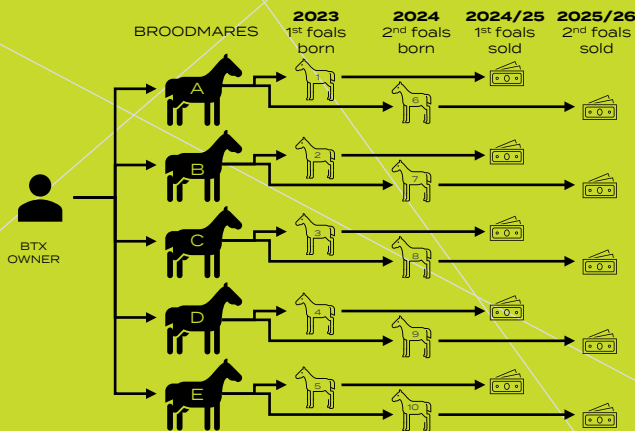 BROODMARES
2023
1st foals
born
2024
2nd foals
born
2024/25
1st foals
sold
2025/26
2nd foals
sold
A
1
6
B
2
7
BTX
OWNER
C
3
8
D
4
9
E
5
10